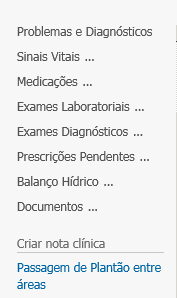 Problemas e Diagnósticos
Sinais Vitais ...
Medicações ...
Exames Laboratoriais ...
Exames Diagnósticos ...
Prescrições Pendentes ...
Balanço Hídrico ...
Documentos ...
Criar nota clínica
Passagem de Plantão entre
áreas